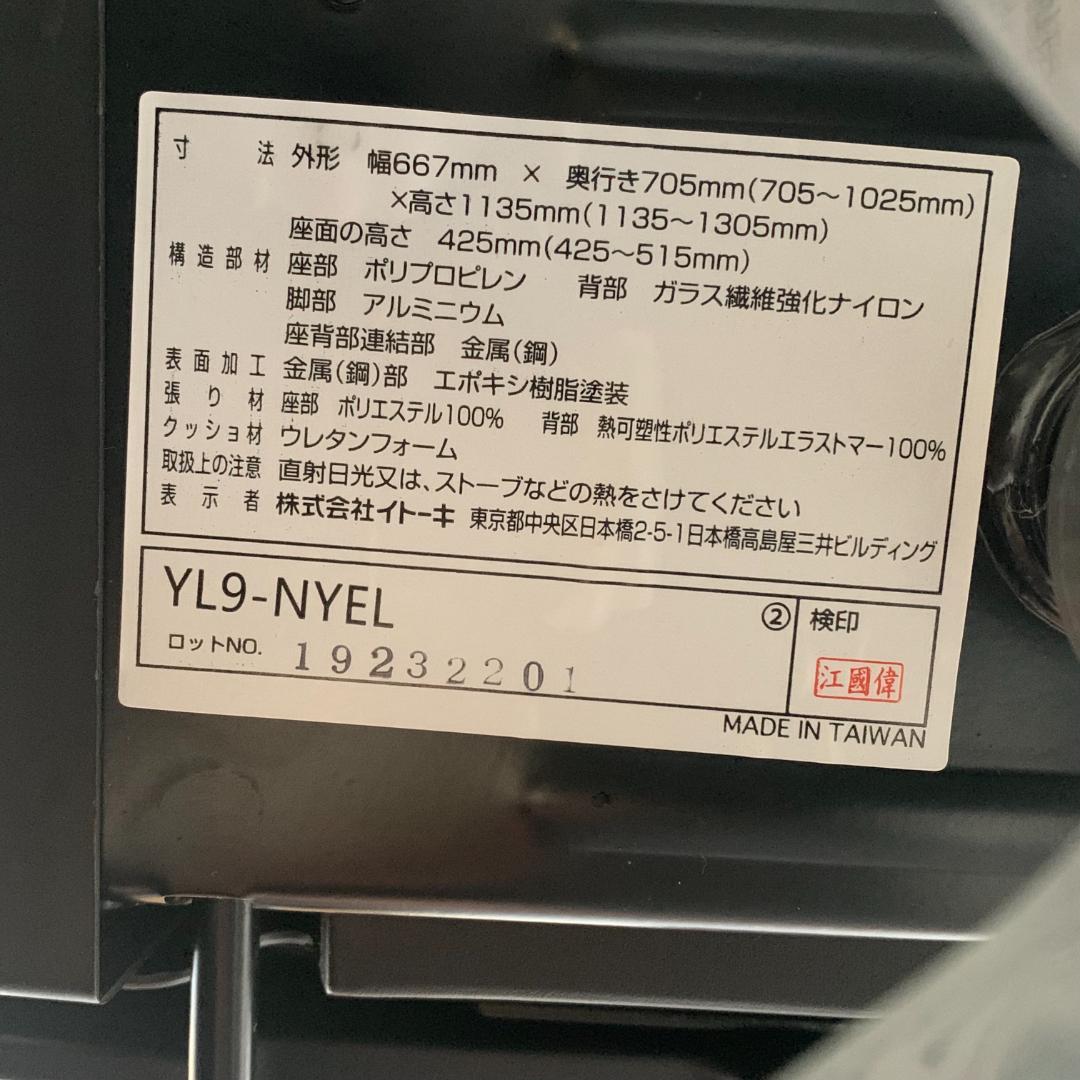 寸法 外形 幅667mm × 奥行き705mm(705～1025mm)
×高さ1135mm(1135～1305mm)
座面の高さ 425mm(425～515mm)
構造部材 座部 ポリプロピレン 背部 ガラス繊維強化ナイロン
脚部 アルミニウム
座背部連結部 金属(鋼)
表面加工 金属(鋼)部 エポキシ樹脂塗装
張り材 座部 ポリエステル100% 背部 熱可塑性ポリエステルエラストマー100%
クッション材 ウレタンフォーム
取扱上の注意 直射日光又は、ストーブなどの熱をさけてください
表示者 株式会社イトーキ 東京都中央区日本橋2-5-1日本橋高島屋三井ビルディング
YL9-NYEL ② 検印
ロットNO. 19232201 江國偉
MADE IN TAIWAN